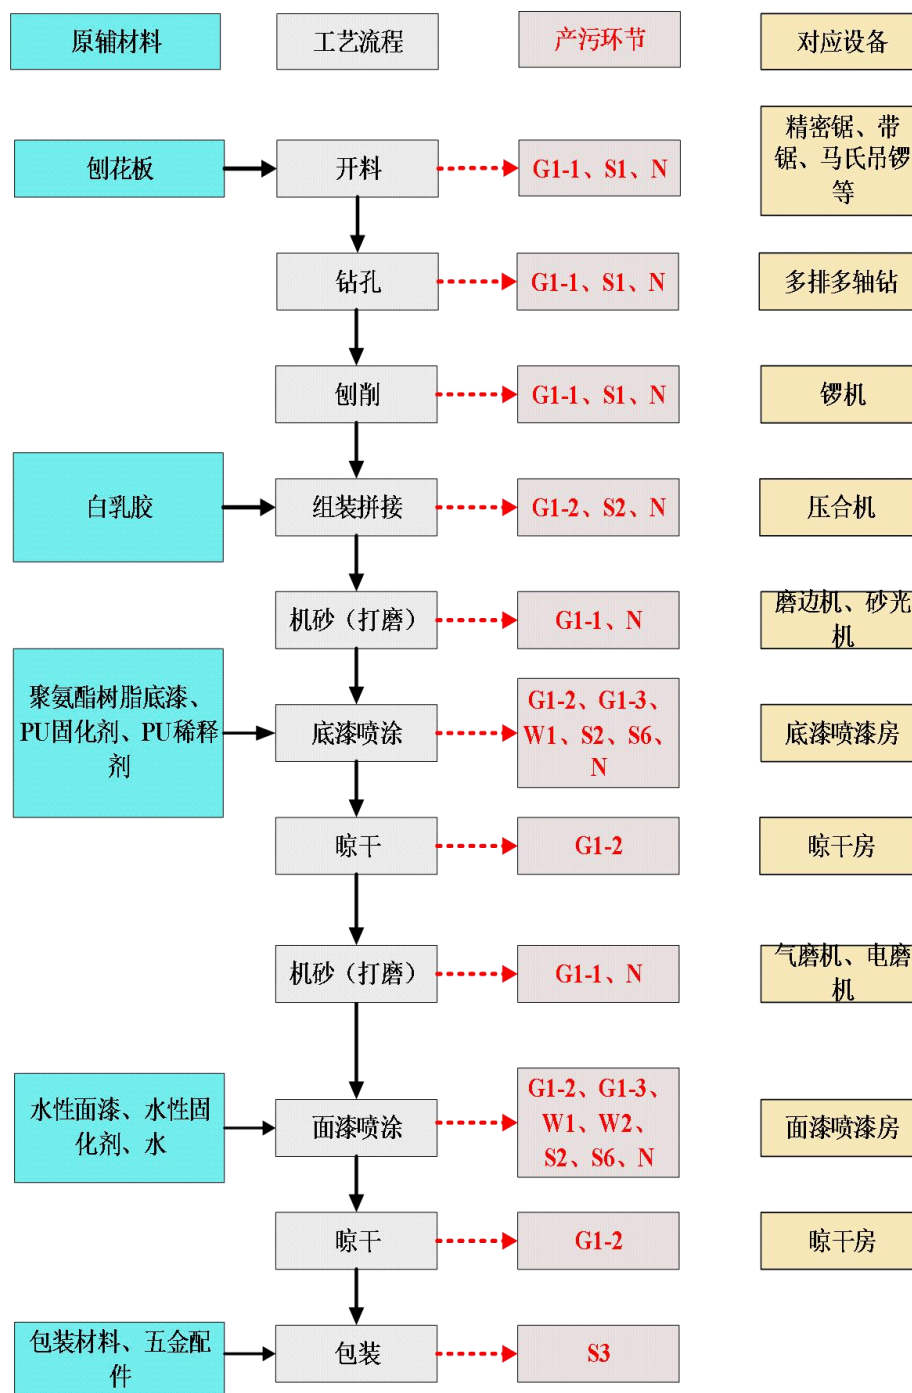 原辅材料
工艺流程
产污环节
对应设备
刨花板
开料
G1-1、S1、N
精密锯、带
锯、马氏吊锣
等
钻孔
G1-1、S1、N
多排多轴钻
刨削
G1-1、S1、N
锣机
白乳胶
组装拼接
G1-2、S2、N
压合机
机砂（打磨）
G1-1、N
磨边机、砂光
机
聚氨酯树脂底漆、
PU固化剂、PU稀释
剂
底漆喷涂
G1-2、G1-3、
W1、S2、S6、
N
底漆喷漆房
晾干
G1-2
晾干房
机砂（打磨）
G1-1、N
气磨机、电磨
机
水性面漆、水性固
化剂、水
面漆喷涂
G1-2、G1-3、
W1、W2、
S2、S6、N
面漆喷漆房
晾干
G1-2
晾干房
包装材料、五金配
件
包装
S3